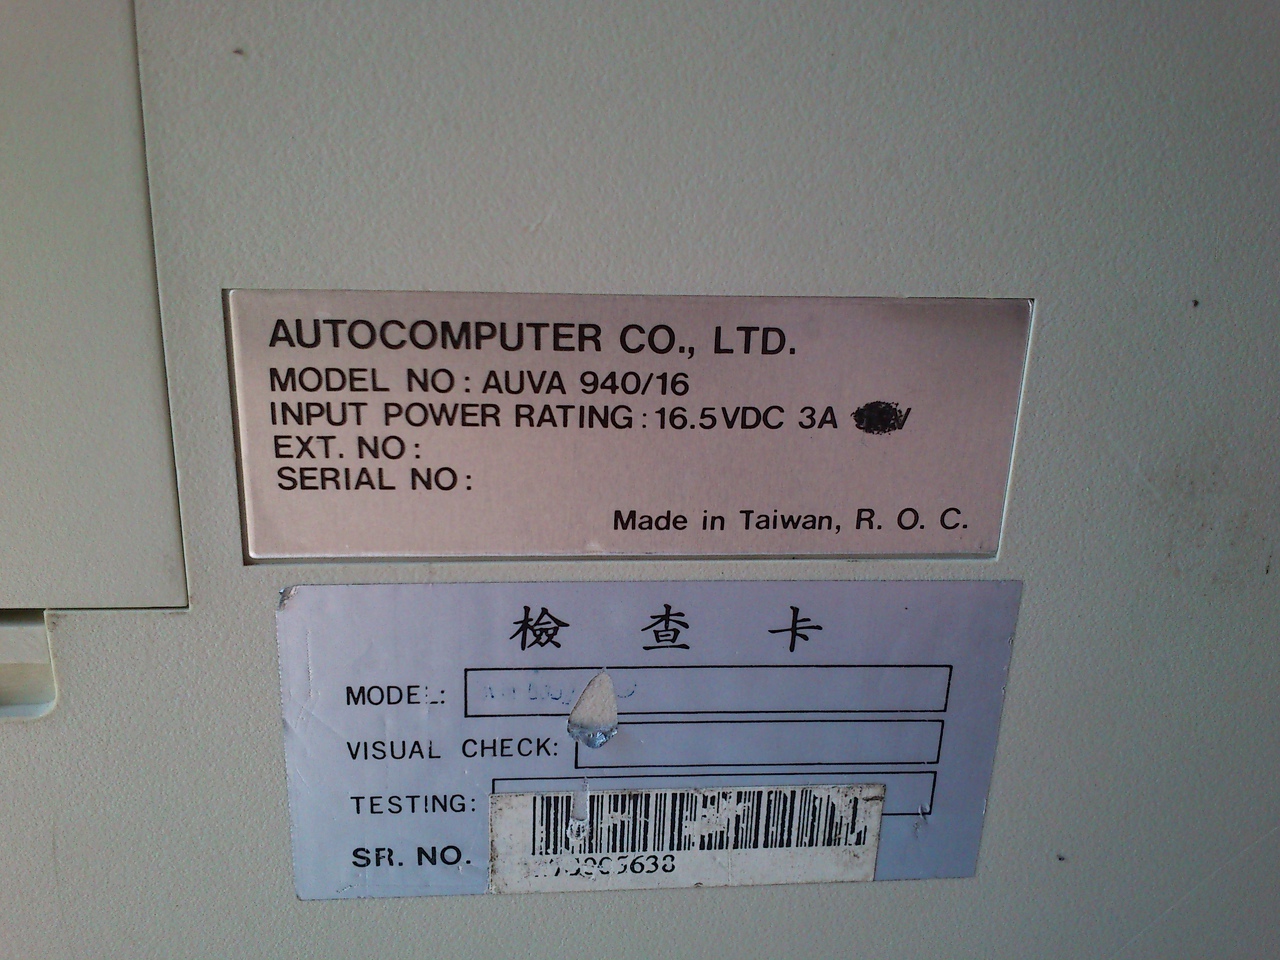 AUTOCOMPUTER CO., LTD.
MODEL NO: AUVA 940/16
INPUT POWER RATING: 16.5VDC 3A
EXT. NO:
SERIAL NO:
Made in Taiwan, R. O. C.
檢 查 卡
MODEL:
VISUAL CHECK:
TESTING:
SR. NO.